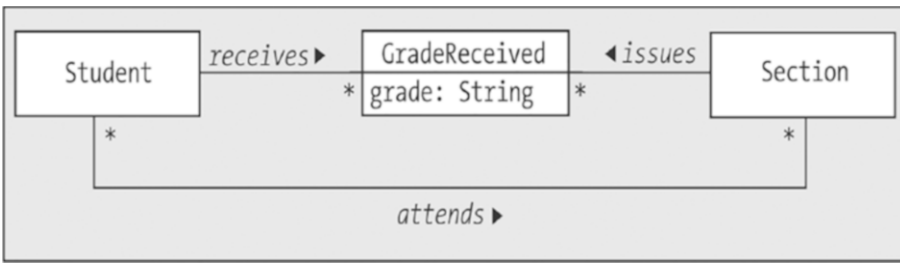 Student
receives ▶
GradeReceived
◀ issues
Section
* grade: String *
*
*
attends ▶